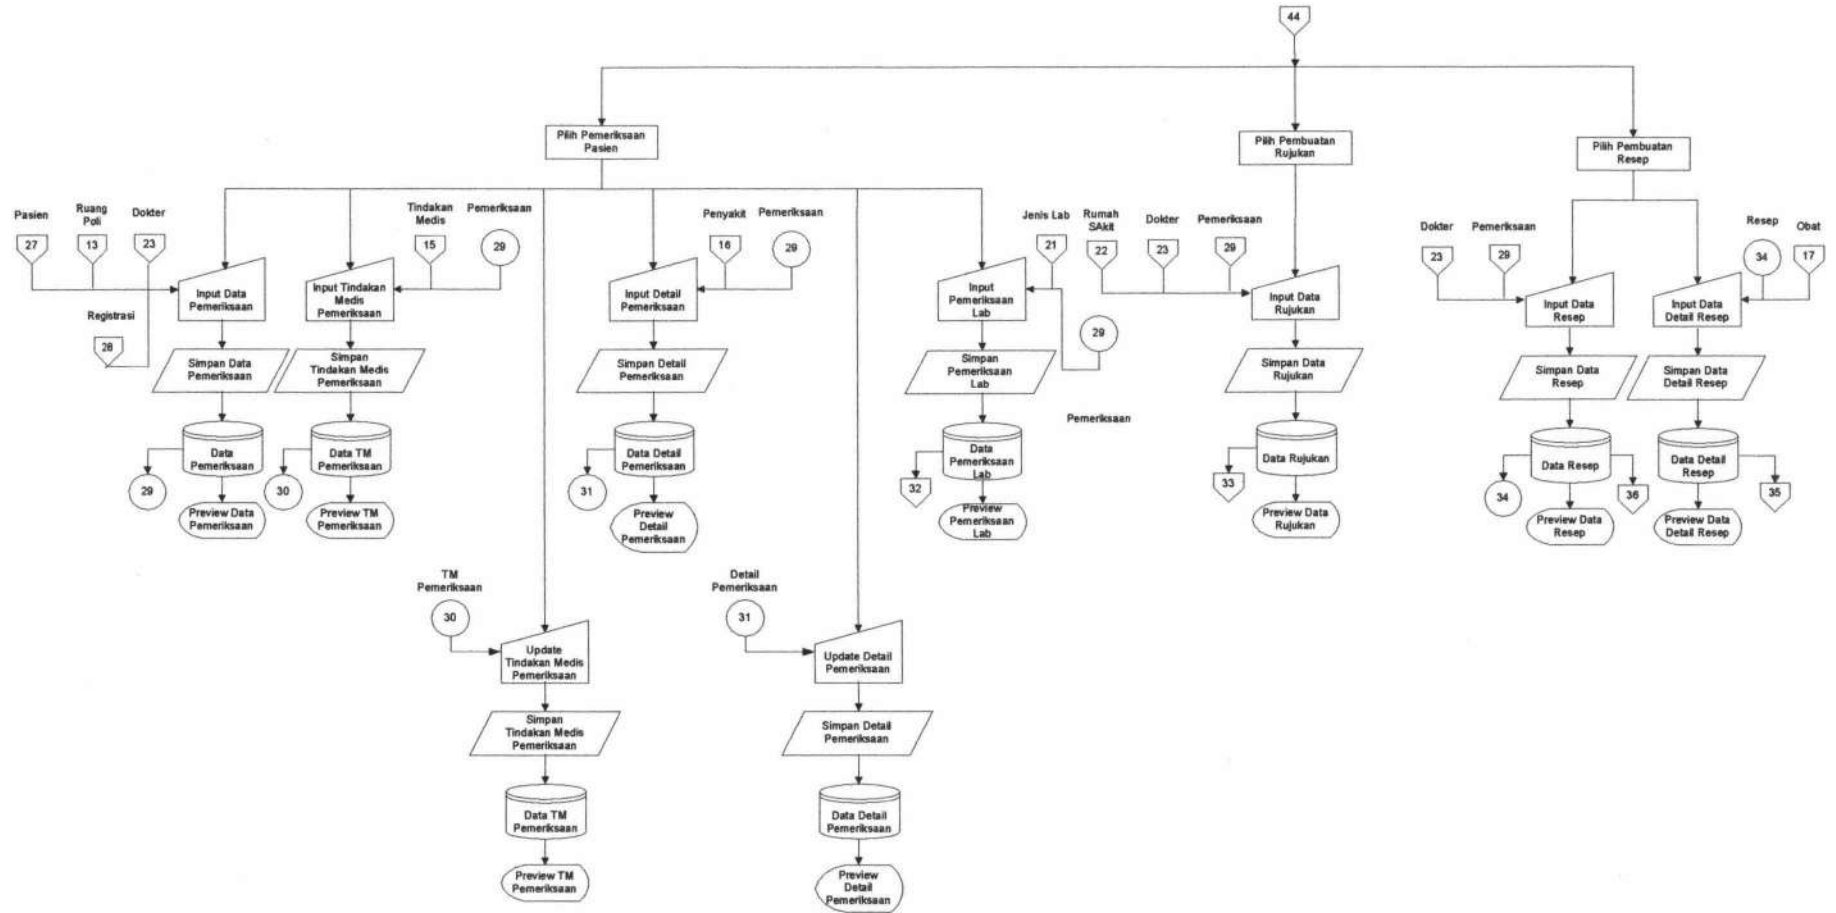 44
Pilih Pemeriksaan
Pasien
Pilih Pembuatan
Rujukan
Pilih Pembuatan
Resep
Pasien
27
Ruang
Poli
13
Dokter
23
Registrasi
28
Tindakan
Medis
15
Pemeriksaan
29
Penyakit
16
Pemeriksaan
29
Jenis Lab
21
Rumah
SAkit
22
Dokter
23
Pemeriksaan
29
Dokter
23
Pemeriksaan
29
Resep
34
Obat
17
Input Data
Pemeriksaan
Input Tindakan
Medis
Pemeriksaan
Input Detail
Pemeriksaan
Input
Pemeriksaan
Lab
29
Pemeriksaan
Input Data
Rujukan
Input Data
Resep
Input Data
Detail Resep
Simpan Data
Pemeriksaan
Simpan
Tindakan Medis
Pemeriksaan
Simpan Detail
Pemeriksaan
Simpan
Pemeriksaan
Lab
Simpan Data
Rujukan
Simpan Data
Resep
Simpan Data
Detail Resep
Data
Pemeriksaan
29
Data TM
Pemeriksaan
30
Data Detail
Pemeriksaan
31
Data
Pemeriksaan
Lab
32
Data Rujukan
33
Data Resep
34
36
Data Detail
Resep
35
Preview Data
Pemeriksaan
Preview TM
Pemeriksaan
Preview
Detail
Pemeriksaan
Preview
Pemeriksaan
Lab
Preview Data
Rujukan
Preview Data
Resep
Preview Data
Detail Resep
TM
Pemeriksaan
30
Detail
Pemeriksaan
31
Update
Tindakan Medis
Pemeriksaan
Update Detail
Pemeriksaan
Simpan
Tindakan Medis
Pemeriksaan
Simpan Detail
Pemeriksaan
Data TM
Pemeriksaan
Data Detail
Pemeriksaan
Preview TM
Pemeriksaan
Preview
Detail
Pemeriksaan